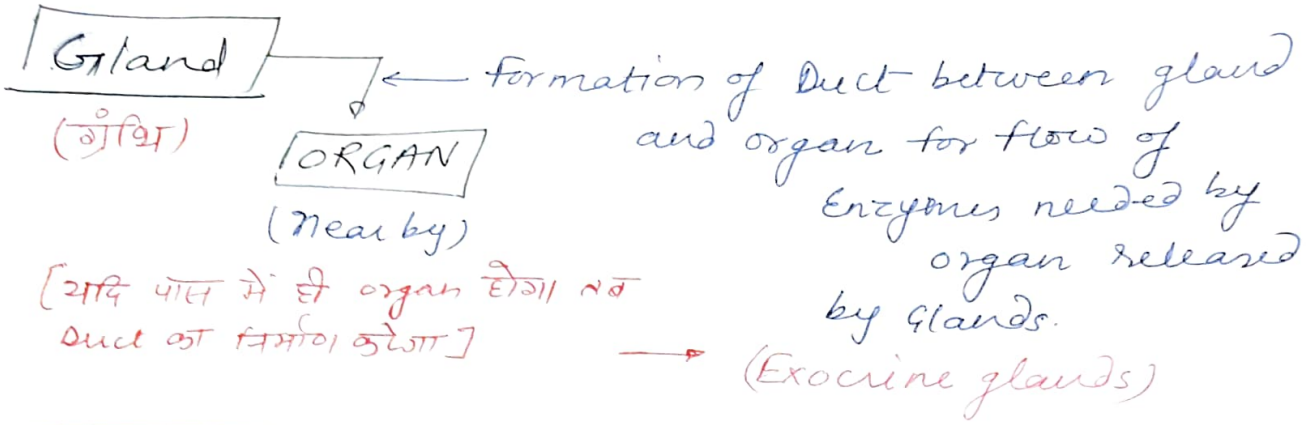 Gland
(ग्रंथि)
ORGAN
(Near by)
← Formation of Duct between gland
and organ for flow of
Enzymes needed by
organ released
by Glands.
[यदि पास में ही organ होगा तब
Duct का निर्माण करेगा]
→ (Exocrine glands)